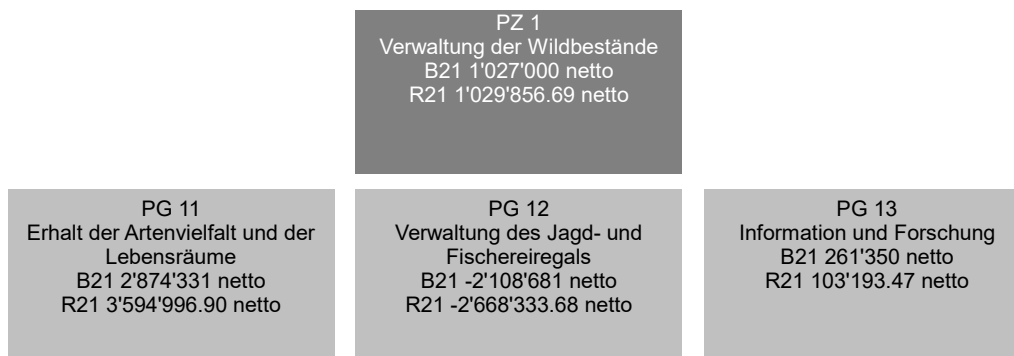 PZ 1
Verwaltung der Wildbestände
B21 1'027'000 netto
R21 1'029'856.69 netto
PG 11
Erhalt der Artenvielfalt und der
Lebensräume
B21 2'874'331 netto
R21 3'594'996.90 netto
PG 12
Verwaltung des Jagd- und
Fischereiregals
B21 -2'108'681 netto
R21 -2'668'333.68 netto
PG 13
Information und Forschung
B21 261'350 netto
R21 103'193.47 netto